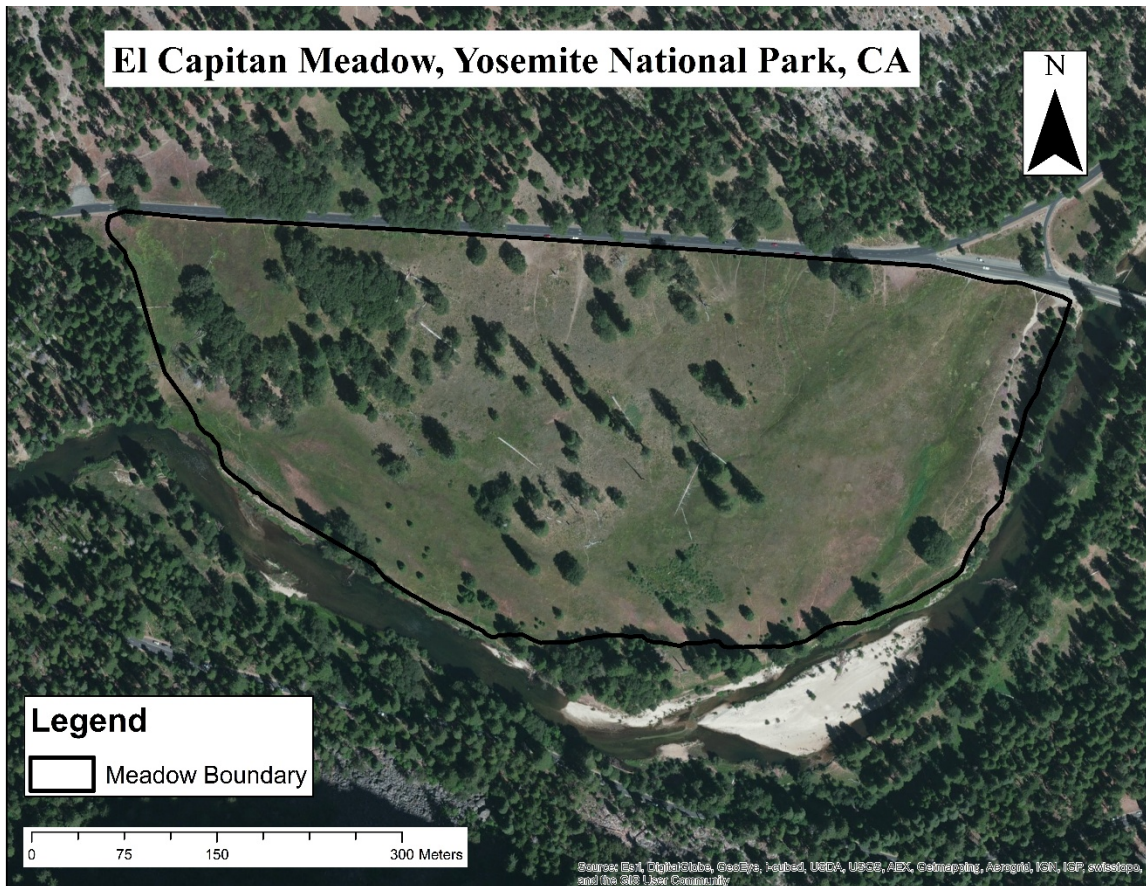 El Capitan Meadow, Yosemite National Park, CA
N
Legend
Meadow Boundary
0 75 150 300 Meters
Source: Esri, DigitalGlobe, GeoEye, i-cubed, USDA, USGS, AEX, Getmapping, Aerogrid, IGN, IGP, swisstopo,
and the GIS User Community